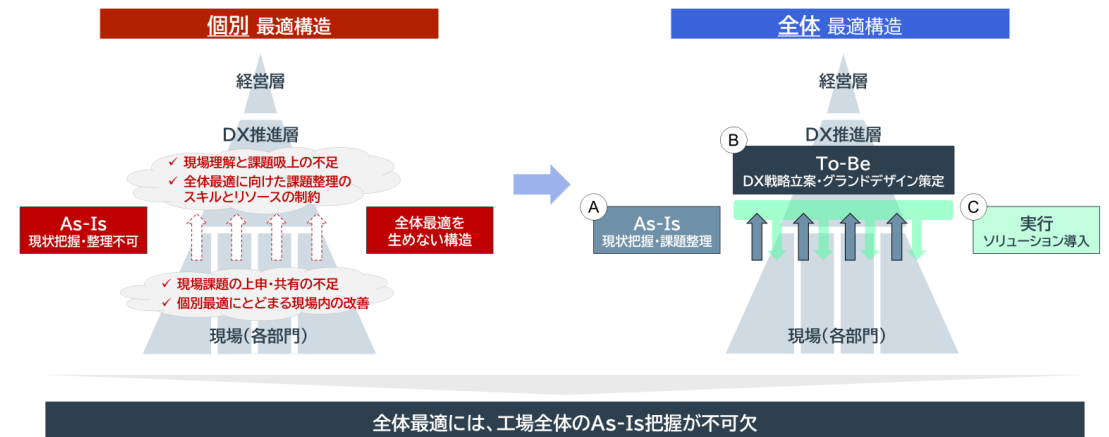 個別 最適構造
経営層
DX推進層
✓ 現場理解と課題吸上の不足
✓ 全体最適に向けた課題整理の
スキルとリソースの制約
As-Is
現状把握・整理不可
全体最適を
生めない構造
✓ 現場課題の上申・共有の不足
✓ 個別最適にとどまる現場内の改善
現場(各部門)
全体 最適構造
経営層
DX推進層
B
To-Be
DX戦略立案・グランドデザイン策定
A
As-Is
現状把握・課題整理
C
実行
ソリューション導入
現場(各部門)
全体最適には、工場全体のAs-Is把握が不可欠